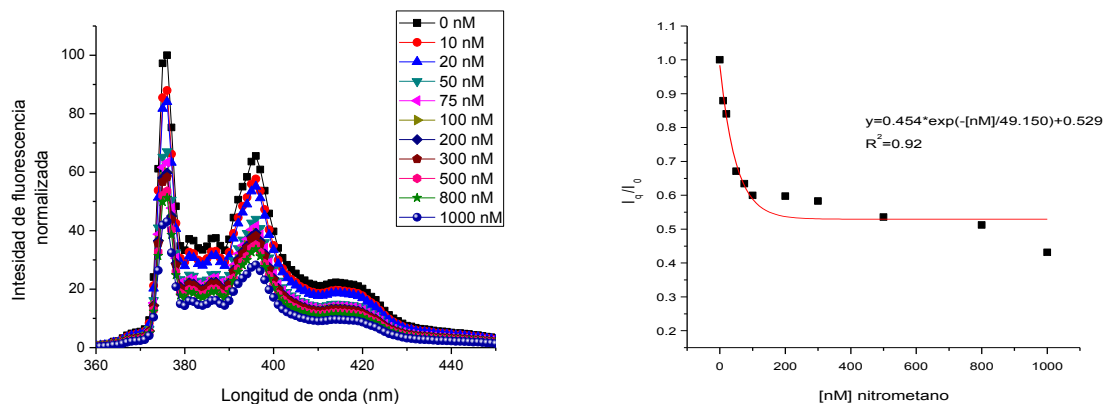 0 nM
10 nM
20 nM
50 nM
75 nM
100 nM
200 nM
300 nM
500 nM
800 nM
1000 nM
100
80
60
40
20
0
360
380
400
420
440
Intesidad de fluorescencia
normalizada
Longitud de onda (nm)
1.1
1.0
0.9
0.8
0.7
0.6
0.5
0.4
0.3
0.2
0
200
400
600
800
1000
Iq/I0
y=0.454*exp(-[nM]/49.150)+0.529
R²=0.92
[nM] nitrometano